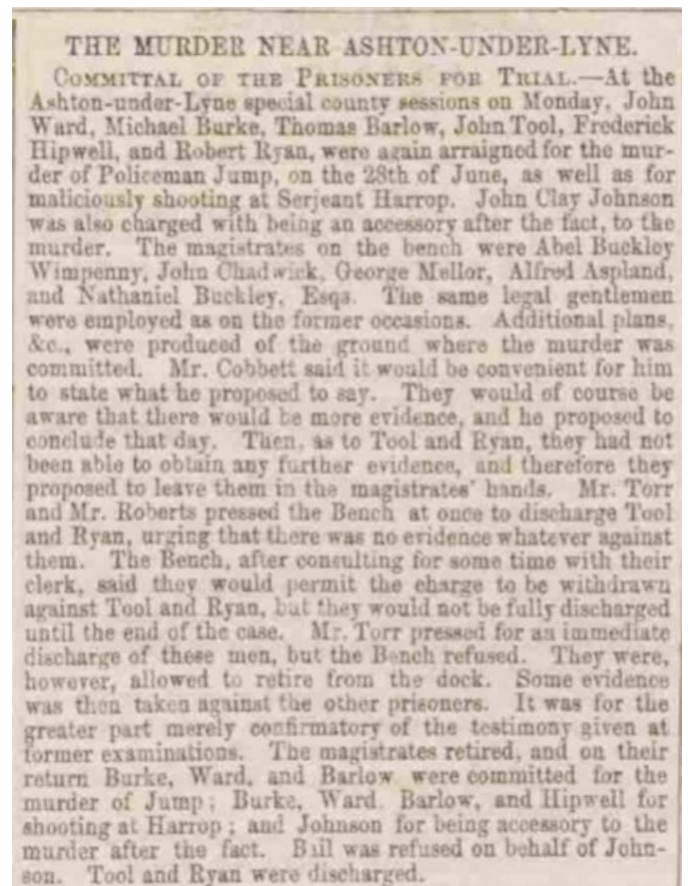 THE MURDER NEAR ASHTON-UNDER-LYNE.
COMMITTAL OF THE PRISONERS FOR TRIAL.—At the
Ashton-under-Lyne special county sessions on Monday, John
Ward, Michael Burke, Thomas Barlow, John Tool, Frederick
Hipwell, and Robert Ryan, were again arraigned for the mur-
der of Policeman Jump, on the 28th of June, as well as for
maliciously shooting at Serjeant Harrop. John Clay Johnson
was also charged with being an accessory after the fact, to the
murder. The magistrates on the bench were Abel Buckley
Wimpenny, John Chadwick, George Mellor, Alfred Aspland,
and Nathaniel Buckley, Esqs. The same legal gentlemen
were employed as on the former occasions. Additional plans,
&c., were produced of the ground where the murder was
committed. Mr. Cobbett said it would be convenient for him
to state what he proposed to say. They would of course be
aware that there would be more evidence, and he proposed to
conclude that day. Then, as to Tool and Ryan, they had not
been able to obtain any further evidence, and therefore they
proposed to leave them in the magistrates' hands. Mr. Torr
and Mr. Roberts pressed the Bench at once to discharge Tool
and Ryan, urging that there was no evidence whatever against
them. The Bench, after consulting for some time with their
clerk, said they would permit the charge to be withdrawn
against Tool and Ryan, but they would not be fully discharged
until the end of the case. Mr. Torr pressed for an immediate
discharge of these men, but the Bench refused. They were,
however, allowed to retire from the dock. Some evidence
was then taken against the other prisoners. It was for the
greater part merely confirmatory of the testimony given at
former examinations. The magistrates retired, and on their
return Burke, Ward, and Barlow were committed for the
murder of Jump; Burke, Ward, Barlow, and Hipwell for
shooting at Harrop; and Johnson for being accessory to the
murder after the fact. Bail was refused on behalf of John-
son. Tool and Ryan were discharged.